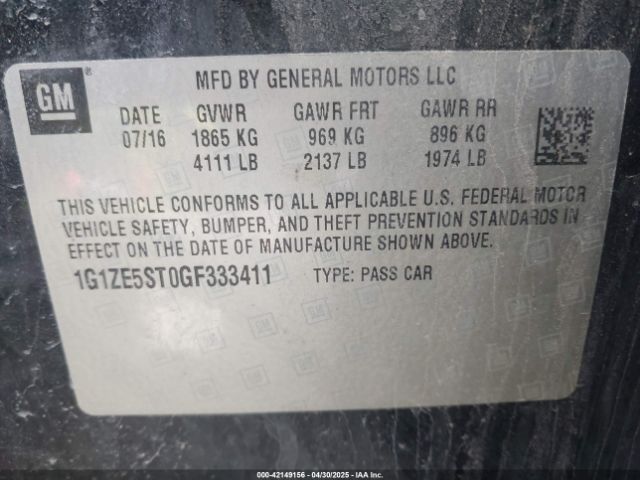 GM ®
MFD BY GENERAL MOTORS LLC
DATE GVWR GAWR FRT GAWR RR
07/16 1865 KG 969 KG 896 KG
4111 LB 2137 LB 1974 LB
THIS VEHICLE CONFORMS TO ALL APPLICABLE U.S. FEDERAL MOTOR
VEHICLE SAFETY, BUMPER, AND THEFT PREVENTION STANDARDS IN
EFFECT ON THE DATE OF MANUFACTURE SHOWN ABOVE.
1G1ZE5ST0GF333411 TYPE: PASS CAR
000-42149156 - 04/30/2025 - IAAI Inc.